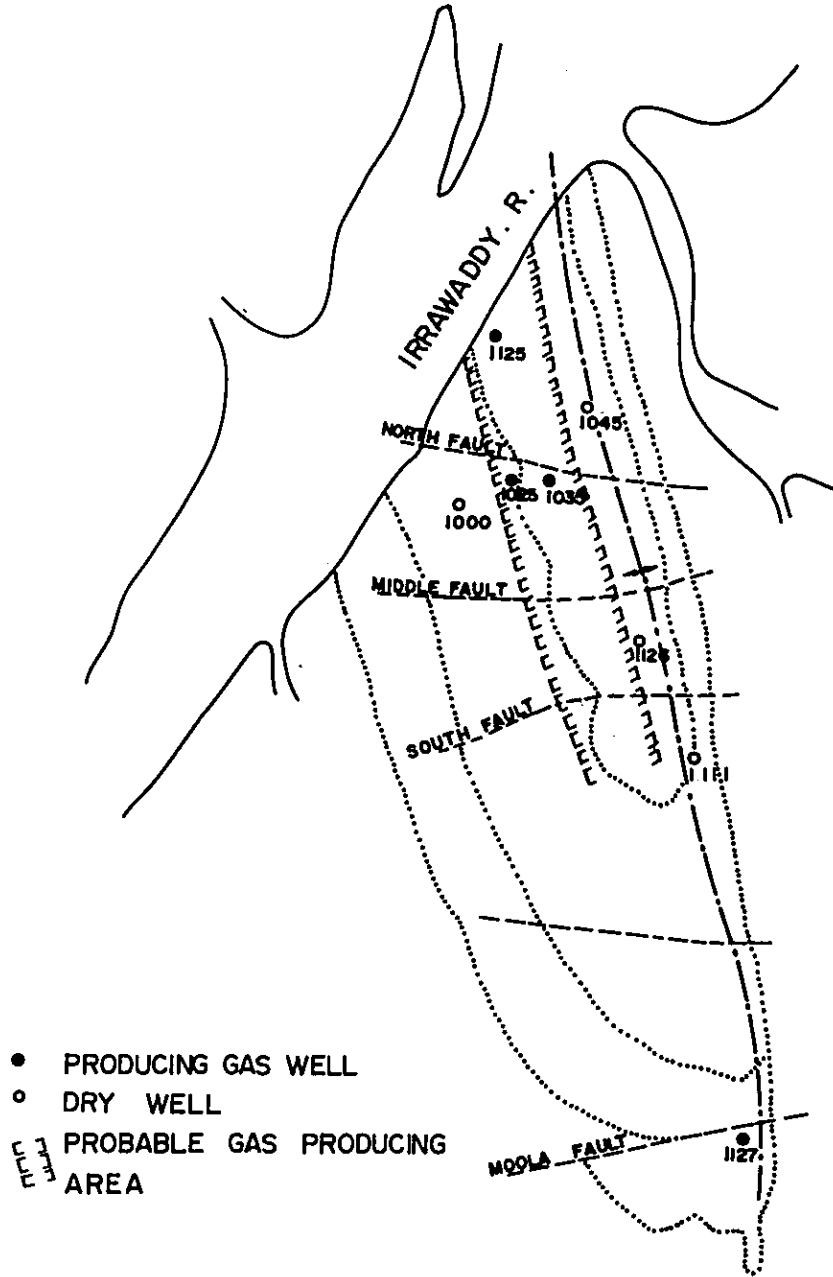 IRRAWADDY. R.
1125
1045
NORTH FAULT
1025
1035
1000
MIDDLE FAULT
1126
SOUTH FAULT
1111
PRODUCING GAS WELL
DRY WELL
PROBABLE GAS PRODUCING
AREA
MOOLA FAULT
1127